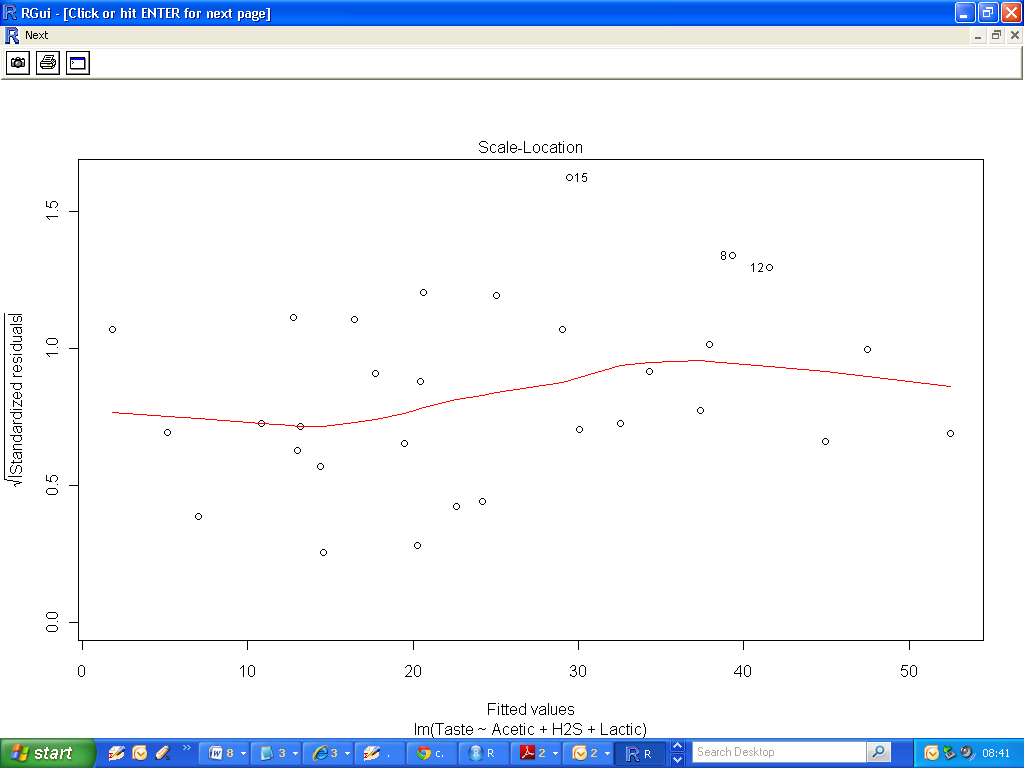 RGui - [Click or hit ENTER for next page]
Next
Scale-Location
15
8
12
√|Standardized residuals|
1.5
1.0
0.5
0.0
0 10 20 30 40 50
Fitted values
lm(Taste ~ Acetic + H2S + Lactic)
start » 8 3 3 . c. R 2 2 R Search Desktop 08:41